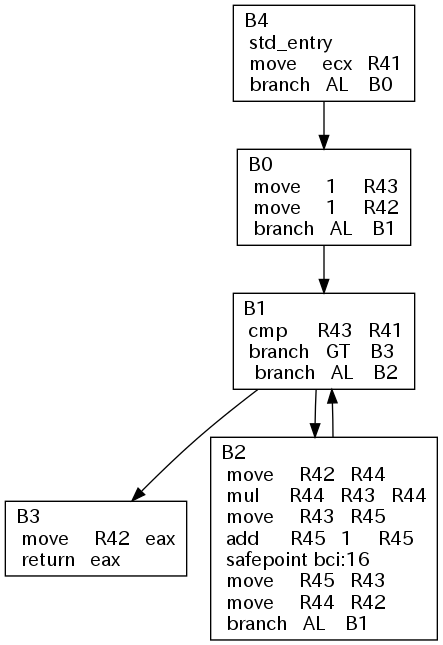 B4
std_entry
move ecx R41
branch AL B0
B0
move 1 R43
move 1 R42
branch AL B1
B1
cmp R43 R41
branch GT B3
branch AL B2
B2
move R42 R44
mul R44 R43 R44
move R43 R45
add R45 1 R45
safepoint bci:16
move R45 R43
move R44 R42
branch AL B1
B3
move R42 eax
return eax